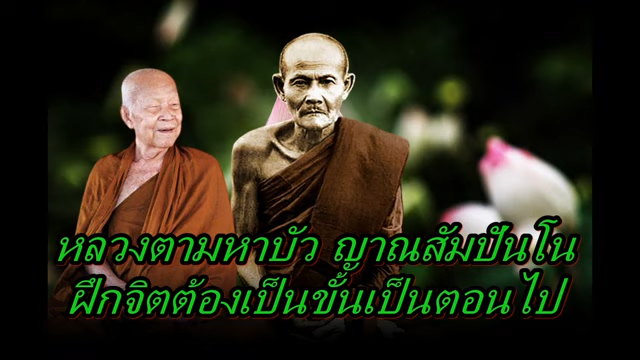 หลวงตามหาบัว ญาณสัมปันโน
ฝึกจิตต้องเป็นขั้นเป็นตอนไป